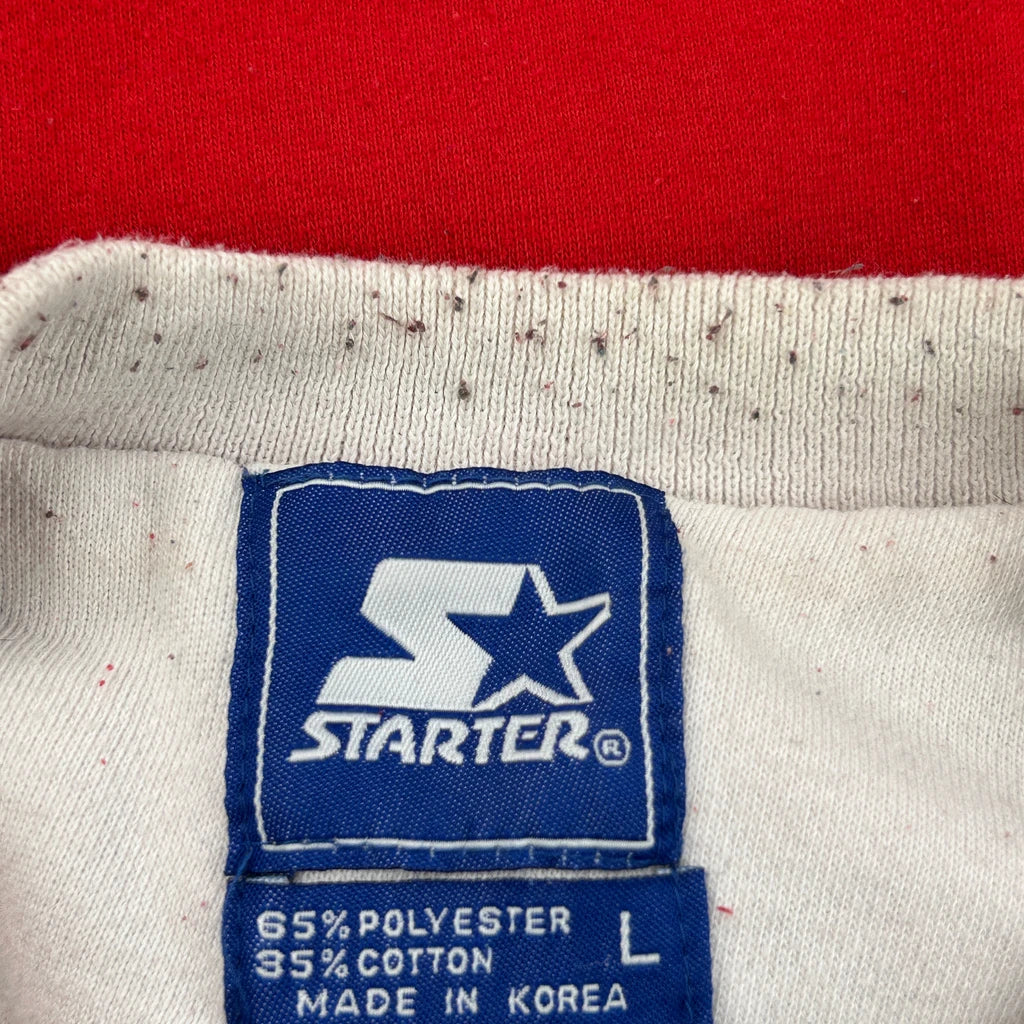 STARTER®
65% POLYESTER L
35% COTTON
MADE IN KOREA